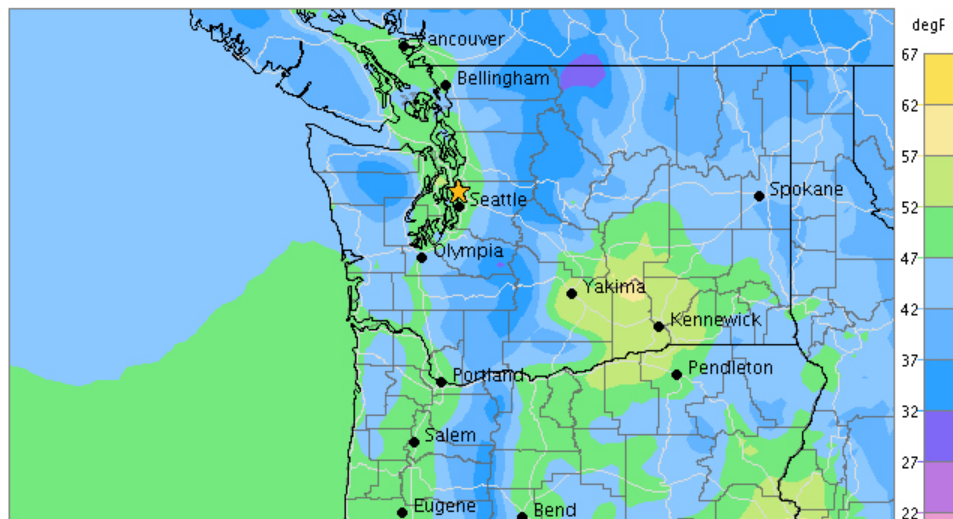 degF
Vancouver
67
Bellingham
62
57
Spokane
Seattle
52
Olympia
47
Yakima
42
Kennewick
37
Portland
Pendleton
32
Salem
27
Eugene
Bend
22